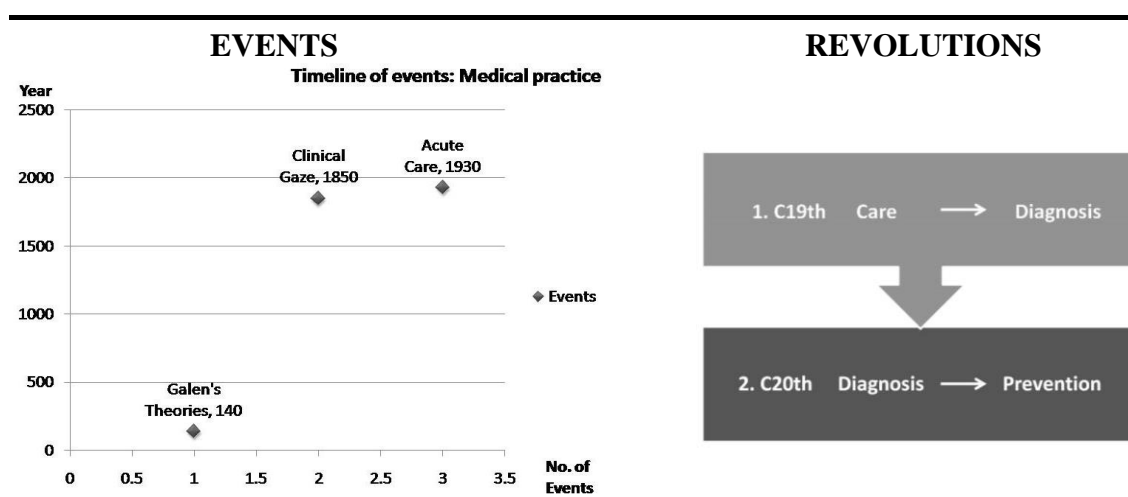 EVENTS
Timeline of events: Medical practice
Year
2500
2000
1500
1000
500
0
Clinical
Gaze, 1850
Acute
Care, 1930
Galen's
Theories, 140
Events
0 0.5 1 1.5 2 2.5 3 3.5
No. of
Events
REVOLUTIONS
1. C19th Care → Diagnosis
2. C20th Diagnosis → Prevention